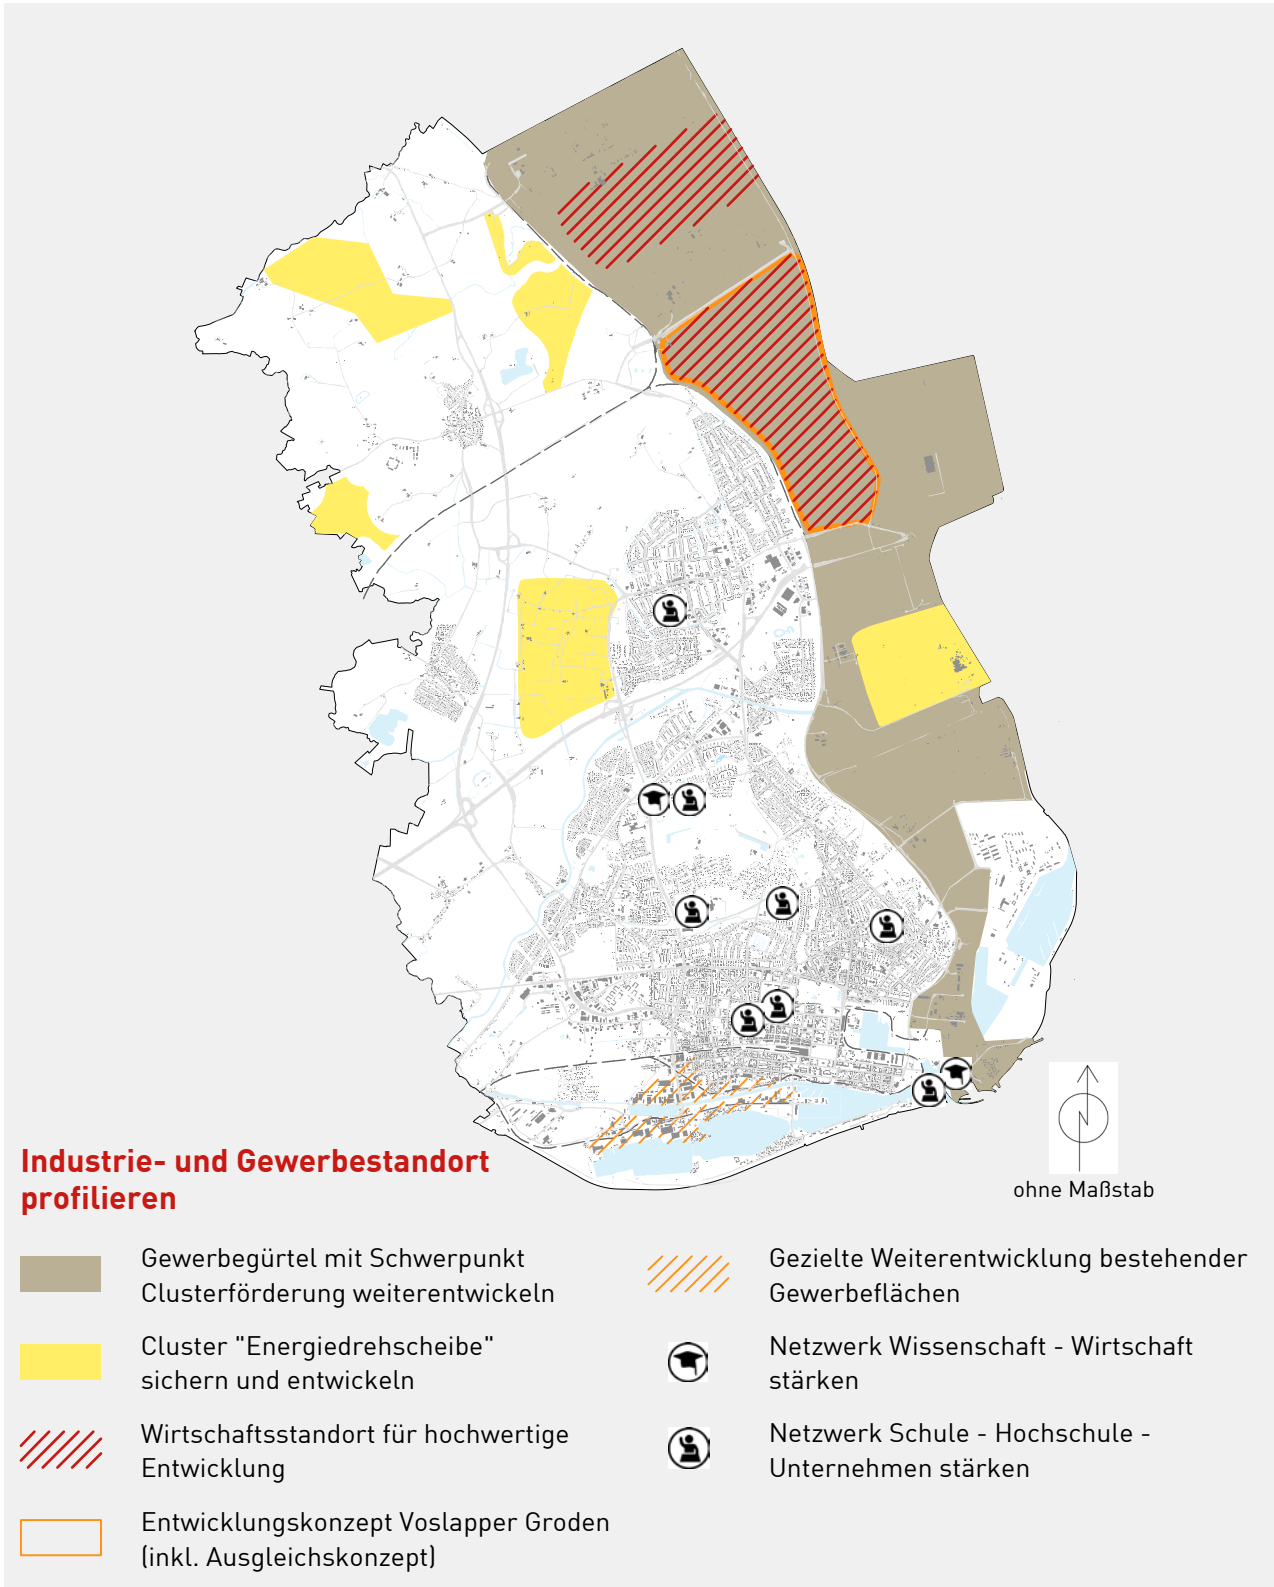 Industrie- und Gewerbestandort
profilieren
ohne Maßstab
N
Gewerbegürtel mit Schwerpunkt
Clusterförderung weiterentwickeln
Cluster "Energiedrehscheibe"
sichern und entwickeln
Wirtschaftsstandort für hochwertige
Entwicklung
Entwicklungskonzept Voslapper Groden
(inkl. Ausgleichskonzept)
Gezielte Weiterentwicklung bestehender
Gewerbeflächen
Netzwerk Wissenschaft - Wirtschaft
stärken
Netzwerk Schule - Hochschule -
Unternehmen stärken